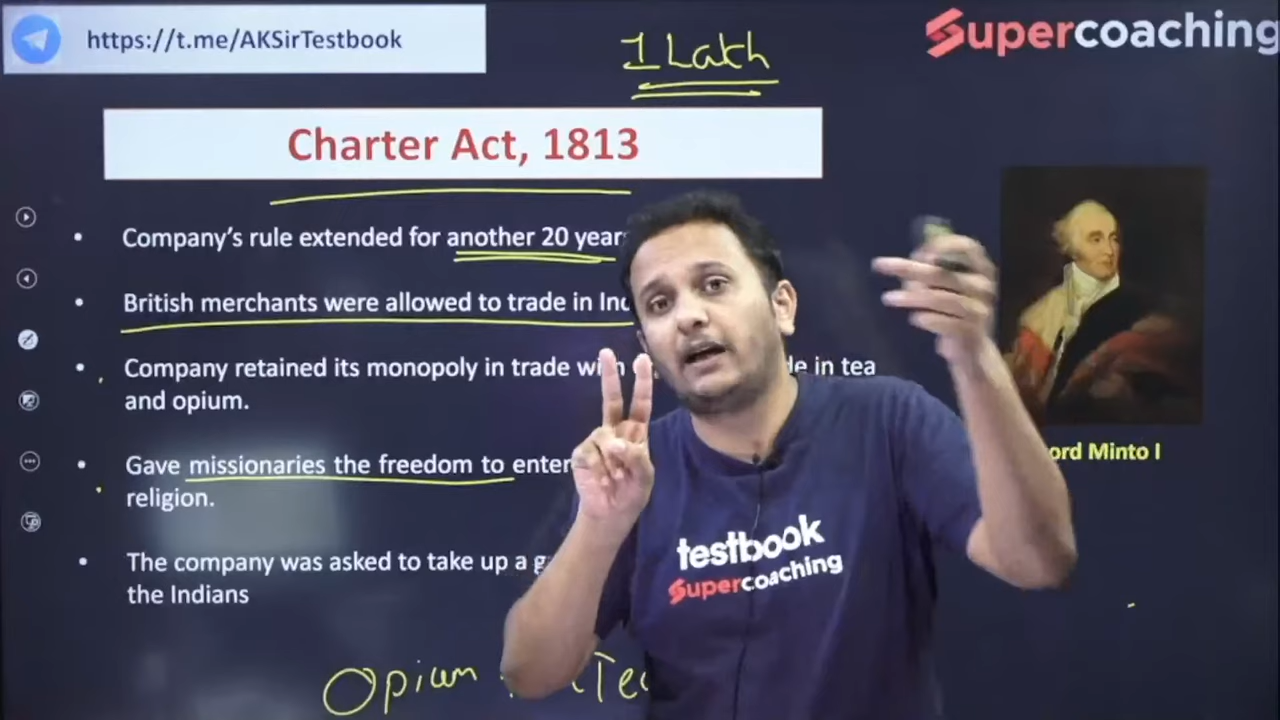 https://t.me/AKSirTestbook
Supercoaching
1 Lakh
Charter Act, 1813
• Company's rule extended for another 20 year
• British merchants were allowed to trade in Ind
• Company retained its monopoly in trade with in tea
and opium.
• Gave missionaries the freedom to enter
religion.
• The company was asked to take up a
the Indians
ord Minto I
testbook
Supercoaching
Opium Tea